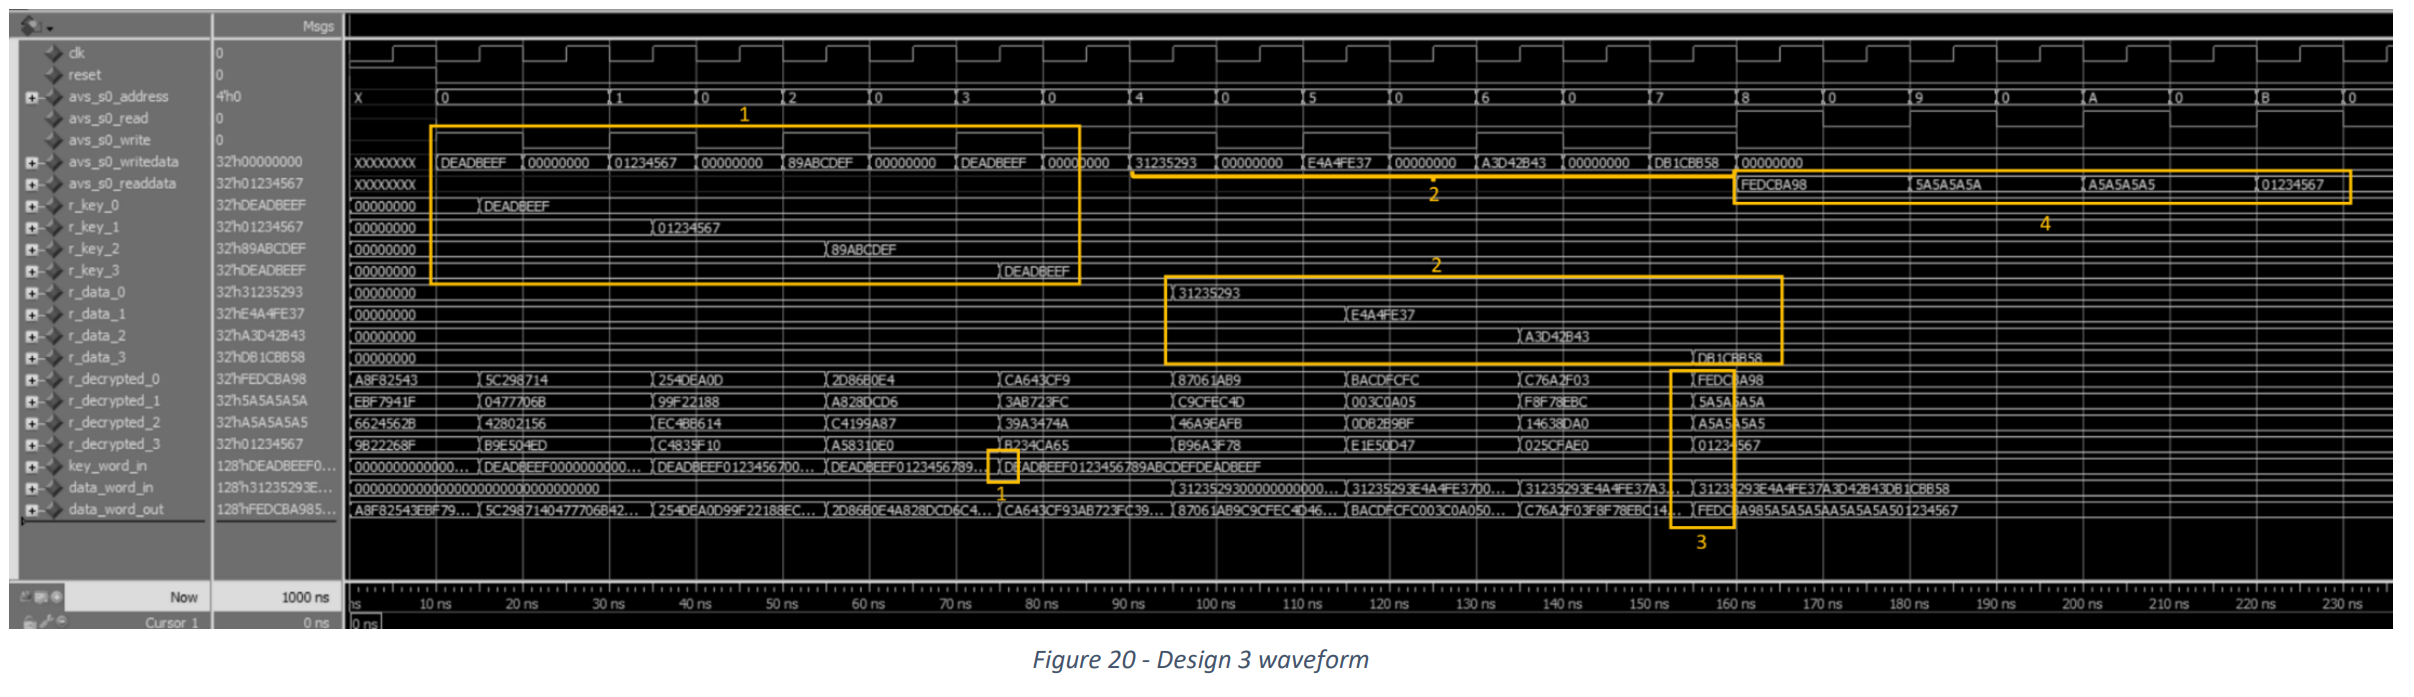 Msgs
clk 0
reset 0
avs_s0_address 4'h0 X 0 1 0 2 0 3 0 4 0 5 0 6 0 7 8 0 9 0 A 0 B 0
avs_s0_read 0 1
avs_s0_write 0
avs_s0_writedata 32'h00000000 XXXXXXXX DEADBEEF 00000000 01234567 00000000 89ABCDEF 00000000 DEADBEEF 00000000 31235293 00000000 E4A4FE37 00000000 A3D42B43 00000000 DB1CBB58 00000000
avs_s0_readdata 32'h01234567 XXXXXXXX 2 FEDCBA98 5A5A5A5A A5A5A5A5 01234567
r_key_0 32'hDEADBEEF 00000000 DEADBEEF
r_key_1 32'h01234567 00000000 01234567 4
r_key_2 32'h89ABCDEF 00000000 89ABCDEF
r_key_3 32'hDEADBEEF 00000000 DEADBEEF 2
r_data_0 32'h31235293 00000000 31235293
r_data_1 32'hE4A4FE37 00000000 E4A4FE37
r_data_2 32'hA3D42B43 00000000 A3D42B43
r_data_3 32'hDB1CBB58 00000000 DB1CBB58
r_decrypted_0 32'hFEDCBA98 A8F82543 5C298714 254DEA0D 2D86B0E4 CA643CF9 87061AB9 BACDFCFC C76A2F03 FEDCBA98
r_decrypted_1 32'h5A5A5A5A EBF7941F 0477706B 99F22188 A828DCD6 3AB723FC C9CFEC4D 003C0A05 F8F78EBC 5A5A5A5A
r_decrypted_2 32'hA5A5A5A5 6624562B 42802156 EC4BB614 C4199A87 39A3474A 46A9EAFB 0DB2B9BF 14638DA0 A5A5A5A5
r_decrypted_3 32'h01234567 9B22268F B9E504ED C4835F10 A58310E0 B234CA65 B96A3F78 E1E50D47 025CFAE0 01234567
key_word_in 128'hDEADBEEF0... 0000000000000... DEADBEEF0000000000... DEADBEEF0123456700... DEADBEEF0123456789... DEADBEEF0123456789ABCDEFDEADBEEF
data_word_in 128'h31235293E... 00000000000000000000000000000000 3123529300000000000... 31235293E4A4FE3700... 31235293E4A4FE37A3... 31235293E4A4FE37A3D42B43DB1CBB58
1
data_word_out 128'hFEDCBA985... A8F82543EBF79... 5C2987140477706B42... 254DEA0D99F22188EC... 2D86B0E4A828DCD6C4... CA643CF93AB723FC39... 87061AB9C9CFEC4D46... BACDFCFC003C0A050... C76A2F03F8F78EBC14... FEDCBA985A5A5A5AA5A5A5A501234567
3
Now 1000 ns ns 10 ns 20 ns 30 ns 40 ns 50 ns 60 ns 70 ns 80 ns 90 ns 100 ns 110 ns 120 ns 130 ns 140 ns 150 ns 160 ns 170 ns 180 ns 190 ns 200 ns 210 ns 220 ns 230 ns
Cursor 1 0 ns 0 ns
Figure 20 - Design 3 waveform